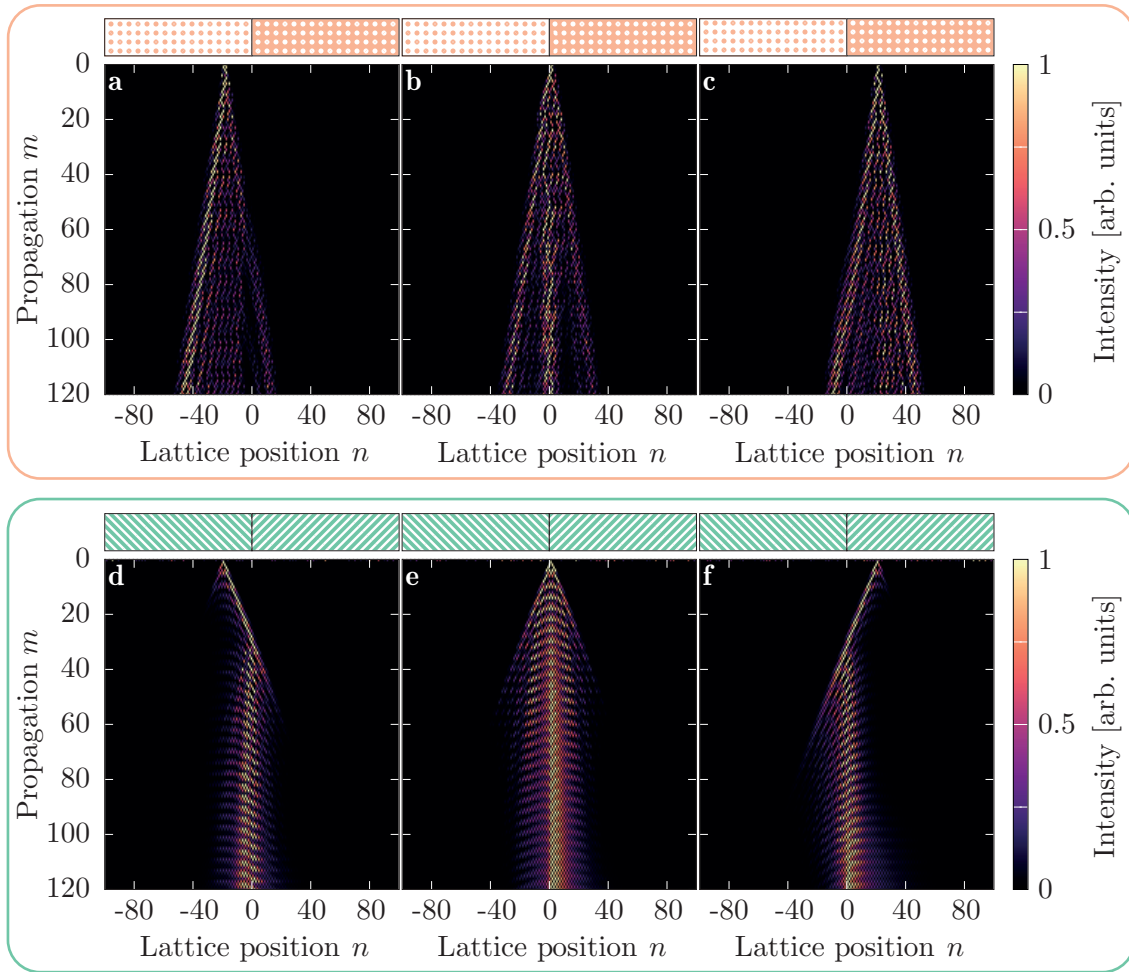 a
b
c
0
20
40
60
80
100
120
Propagation m
-80 -40 0 40 80
-80 -40 0 40 80
-80 -40 0 40 80
Lattice position n
Lattice position n
Lattice position n
1
0.5
0
Intensity [arb. units]
d
e
f
0
20
40
60
80
100
120
Propagation m
-80 -40 0 40 80
-80 -40 0 40 80
-80 -40 0 40 80
Lattice position n
Lattice position n
Lattice position n
1
0.5
0
Intensity [arb. units]